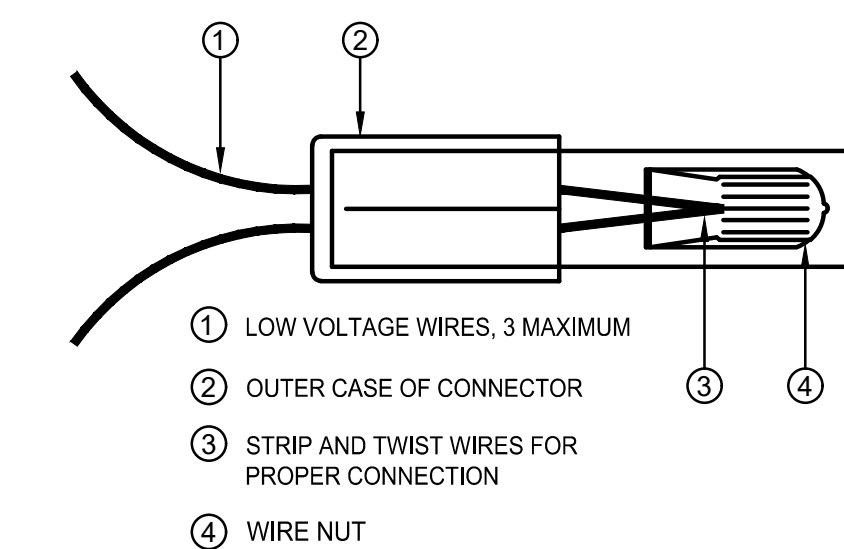 1 2
1 LOW VOLTAGE WIRES, 3 MAXIMUM
2 OUTER CASE OF CONNECTOR
3 4
3 STRIP AND TWIST WIRES FOR
PROPER CONNECTION
4 WIRE NUT